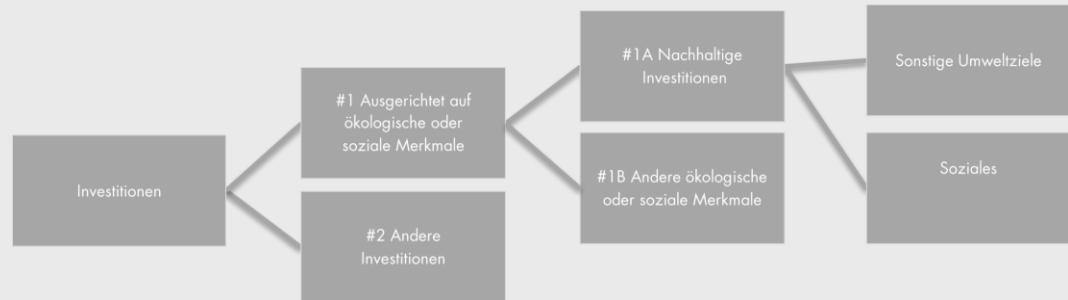 Investitionen
#1 Ausgerichtet auf
ökologische oder
soziale Merkmale
#2 Andere
Investitionen
#1A Nachhaltige
Investitionen
#1B Andere ökologische
oder soziale Merkmale
Sonstige Umweltziele
Soziales